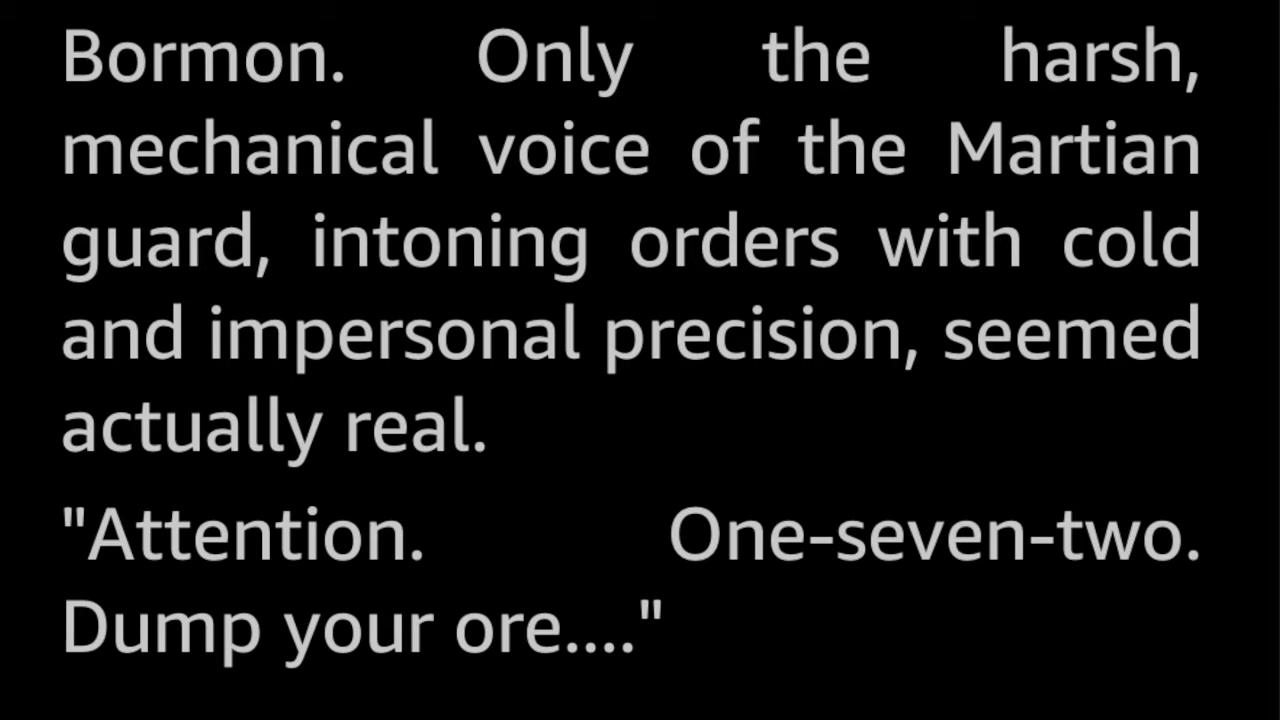 Bormon. Only the harsh,
mechanical voice of the Martian
guard, intoning orders with cold
and impersonal precision, seemed
actually real.
"Attention. One-seven-two.
Dump your ore...."